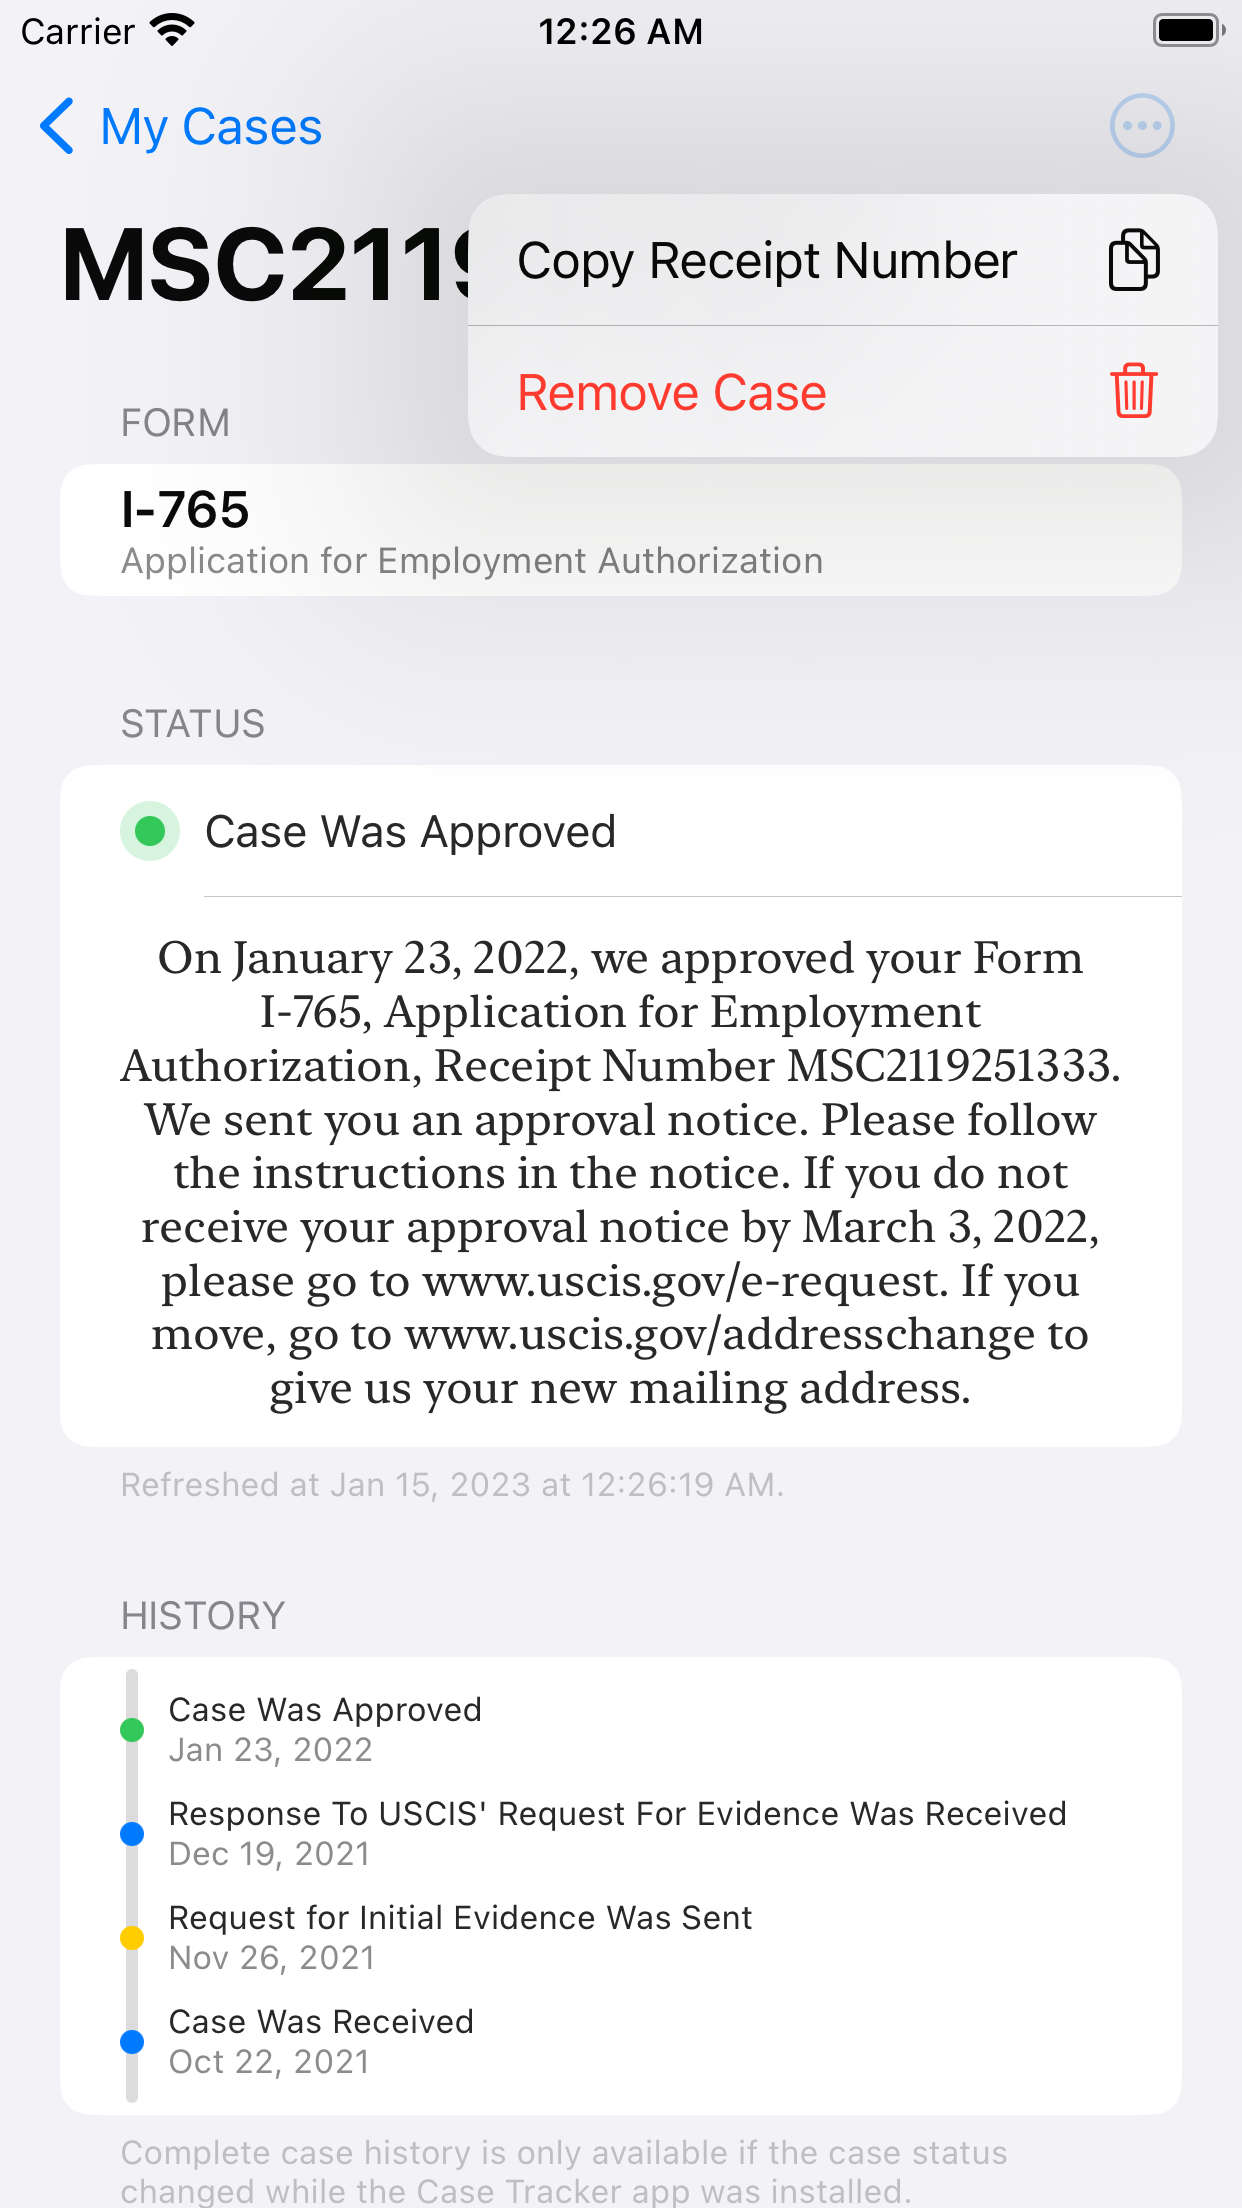 Carrier 12:26 AM
My Cases
MSC2119
Copy Receipt Number
Remove Case
FORM
I-765
Application for Employment Authorization
STATUS
Case Was Approved
On January 23, 2022, we approved your Form
I-765, Application for Employment
Authorization, Receipt Number MSC2119251333.
We sent you an approval notice. Please follow
the instructions in the notice. If you do not
receive your approval notice by March 3, 2022,
please go to www.uscis.gov/e-request. If you
move, go to www.uscis.gov/addresschange to
give us your new mailing address.
Refreshed at Jan 15, 2023 at 12:26:19 AM.
HISTORY
Case Was Approved
Jan 23, 2022
Response To USCIS' Request For Evidence Was Received
Dec 19, 2021
Request for Initial Evidence Was Sent
Nov 26, 2021
Case Was Received
Oct 22, 2021
Complete case history is only available if the case status
changed while the Case Tracker app was installed.